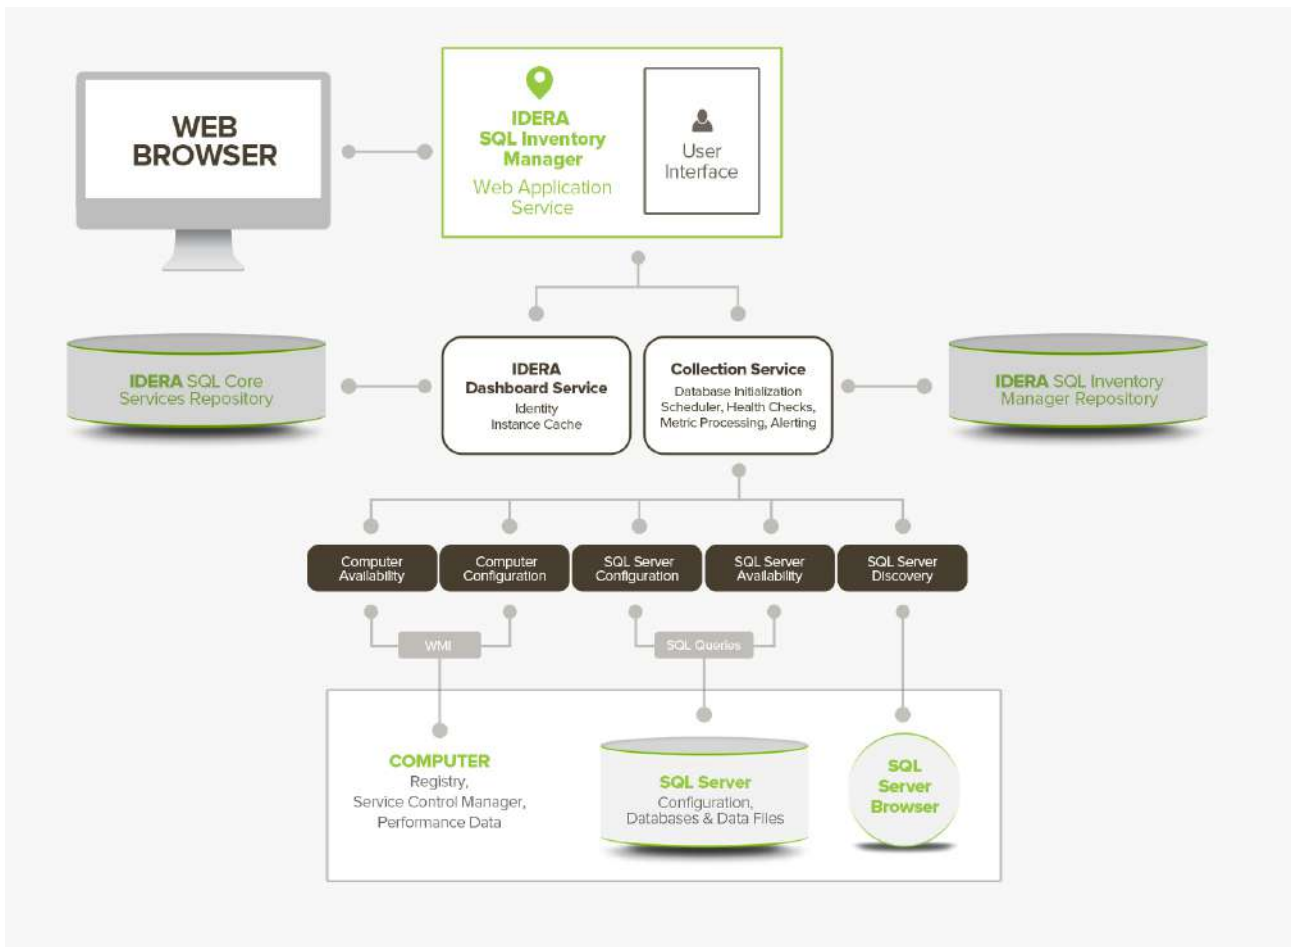 WEB
BROWSER
IDERA
SQL Inventory
Manager
Web Application
Service
User
Interface
IDERA SQL Core
Services Repository
IDERA
Dashboard Service
Identity
Instance Cache
Collection Service
Database Initialization
Scheduler, Health Checks,
Metric Processing, Alerting
IDERA SQL Inventory
Manager Repository
Computer
Availability
Computer
Configuration
SQL Server
Configuration
SQL Server
Availability
SQL Server
Discovery
WMI
SQL Queries
COMPUTER
Registry,
Service Control Manager,
Performance Data
SQL Server
Configuration,
Databases & Data Files
SQL
Server
Browser